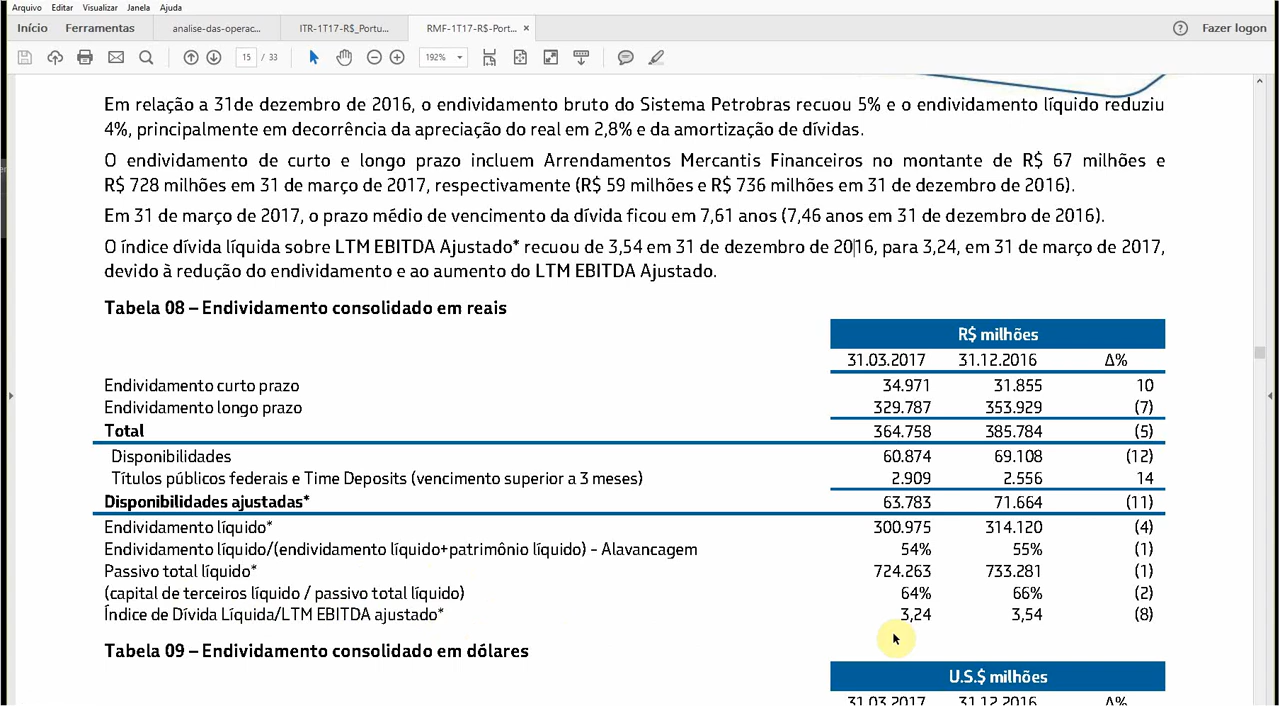 Arquivo Editar Visualizar Janela Ajuda
Início Ferramentas analise-das-operac... ITR-1T17-R$_Portu... RMF-1T17-R$-Port... × ? Fazer logon
15 / 33 192%
Em relação a 31de dezembro de 2016, o endividamento bruto do Sistema Petrobras recuou 5% e o endividamento líquido reduziu
4%, principalmente em decorrência da apreciação do real em 2,8% e da amortização de dívidas.
O endividamento de curto e longo prazo incluem Arrendamentos Mercantis Financeiros no montante de R$ 67 milhões e
R$ 728 milhões em 31 de março de 2017, respectivamente (R$ 59 milhões e R$ 736 milhões em 31 de dezembro de 2016).
Em 31 de março de 2017, o prazo médio de vencimento da dívida ficou em 7,61 anos (7,46 anos em 31 de dezembro de 2016).
O índice dívida líquida sobre LTM EBITDA Ajustado* recuou de 3,54 em 31 de dezembro de 2016, para 3,24, em 31 de março de 2017,
devido à redução do endividamento e ao aumento do LTM EBITDA Ajustado.
Tabela 08 – Endividamento consolidado em reais
R$ milhões
31.03.2017 31.12.2016 Δ%
Endividamento curto prazo 34.971 31.855 10
Endividamento longo prazo 329.787 353.929 (7)
Total 364.758 385.784 (5)
Disponibilidades 60.874 69.108 (12)
Títulos públicos federais e Time Deposits (vencimento superior a 3 meses) 2.909 2.556 14
Disponibilidades ajustadas* 63.783 71.664 (11)
Endividamento líquido* 300.975 314.120 (4)
Endividamento líquido/(endividamento líquido+patrimônio líquido) - Alavancagem 54% 55% (1)
Passivo total líquido* 724.263 733.281 (1)
(capital de terceiros líquido / passivo total líquido) 64% 66% (2)
Índice de Dívida Líquida/LTM EBITDA ajustado* 3,24 3,54 (8)
Tabela 09 – Endividamento consolidado em dólares
U.S.$ milhões
31.03.2017 31.12.2016 Δ%